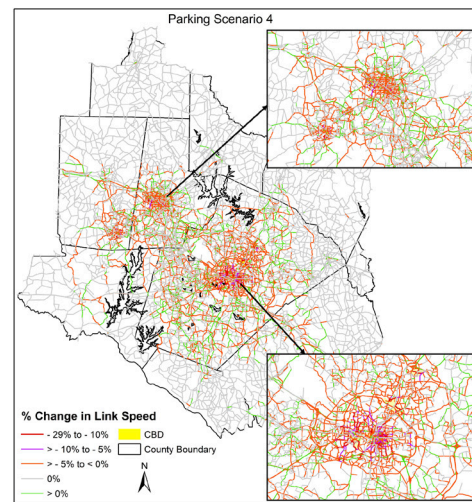 Parking Scenario 4
% Change in Link Speed
- 29% to - 10%
> - 10% to - 5%
> - 5% to < 0%
0%
> 0%
CBD
County Boundary
N